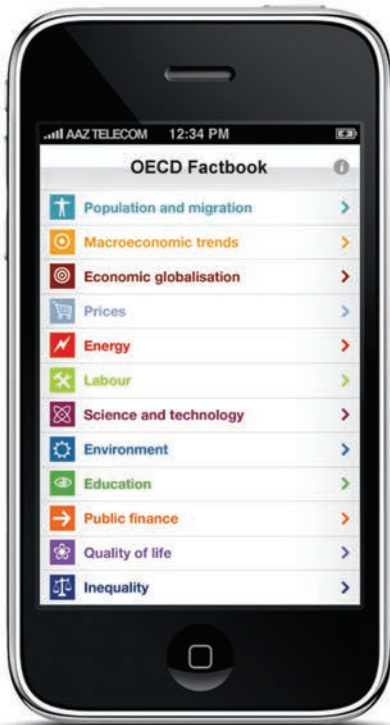 AAZ TELECOM 12:34 PM
OECD Factbook
Population and migration
Macroeconomic trends
Economic globalisation
Prices
Energy
Labour
Science and technology
Environment
Education
Public finance
Quality of life
Inequality